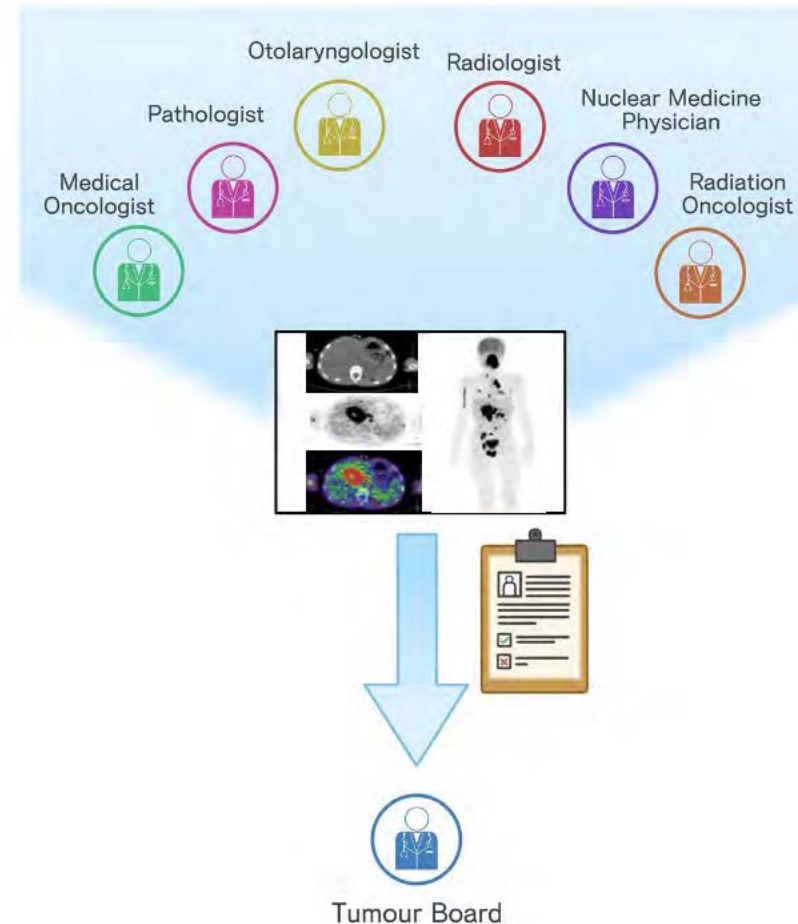 Otolaryngologist
Radiologist
Pathologist
Nuclear Medicine
Physician
Medical
Oncologist
Radiation
Oncologist
Tumour Board